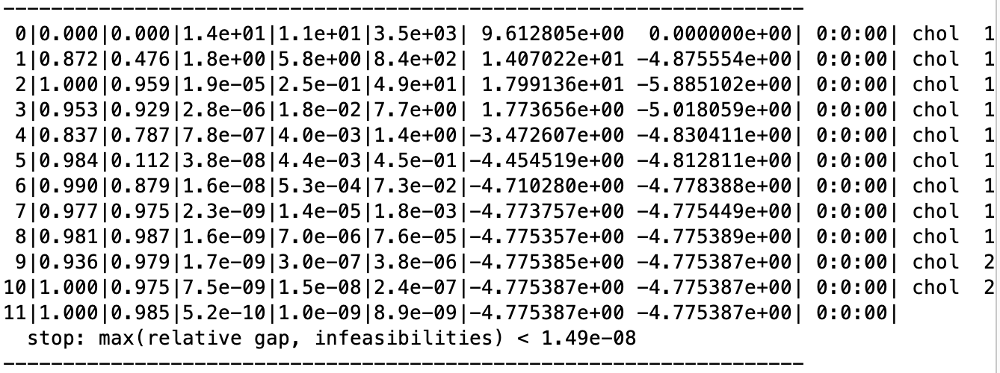 -------------------------------------------------------------------
 0|0.000|0.000|1.4e+01|1.1e+01|3.5e+03| 9.612805e+00  0.000000e+00| 0:0:00| chol  1
 1|0.872|0.476|1.8e+00|5.8e+00|8.4e+02| 1.407022e+01 -4.875554e+00| 0:0:00| chol  1
 2|1.000|0.959|1.9e-05|2.5e-01|4.9e+01| 1.799136e+01 -5.885102e+00| 0:0:00| chol  1
 3|0.953|0.929|2.8e-06|1.8e-02|7.7e+00| 1.773656e+00 -5.018059e+00| 0:0:00| chol  1
 4|0.837|0.787|7.8e-07|4.0e-03|1.4e+00|-3.472607e+00 -4.830411e+00| 0:0:00| chol  1
 5|0.984|0.112|3.8e-08|4.4e-03|4.5e-01|-4.454519e+00 -4.812811e+00| 0:0:00| chol  1
 6|0.990|0.879|1.6e-08|5.3e-04|7.3e-02|-4.710280e+00 -4.778388e+00| 0:0:00| chol  1
 7|0.977|0.975|2.3e-09|1.4e-05|1.8e-03|-4.773757e+00 -4.775449e+00| 0:0:00| chol  1
 8|0.981|0.987|1.6e-09|7.0e-06|7.6e-05|-4.775357e+00 -4.775389e+00| 0:0:00| chol  1
 9|0.936|0.979|1.7e-09|3.0e-07|3.8e-06|-4.775385e+00 -4.775387e+00| 0:0:00| chol  2
10|1.000|0.975|7.5e-09|1.5e-08|2.4e-07|-4.775387e+00 -4.775387e+00| 0:0:00| chol  2
11|1.000|0.985|5.2e-10|1.0e-09|8.9e-09|-4.775387e+00 -4.775387e+00| 0:0:00|
  stop: max(relative gap, infeasibilities) < 1.49e-08
-------------------------------------------------------------------